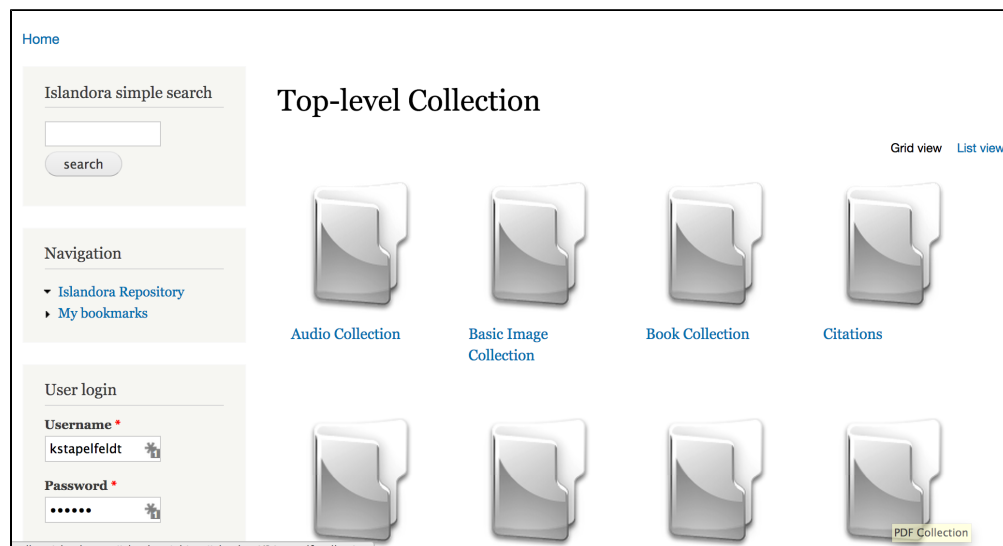 Home
Islandora simple search
search
Navigation
Islandora Repository
My bookmarks
User login
Username *
kstapelfeldt
Password *
••••••
Top-level Collection
Grid view List view
Audio Collection
Basic Image
Collection
Book Collection
Citations
PDF Collection